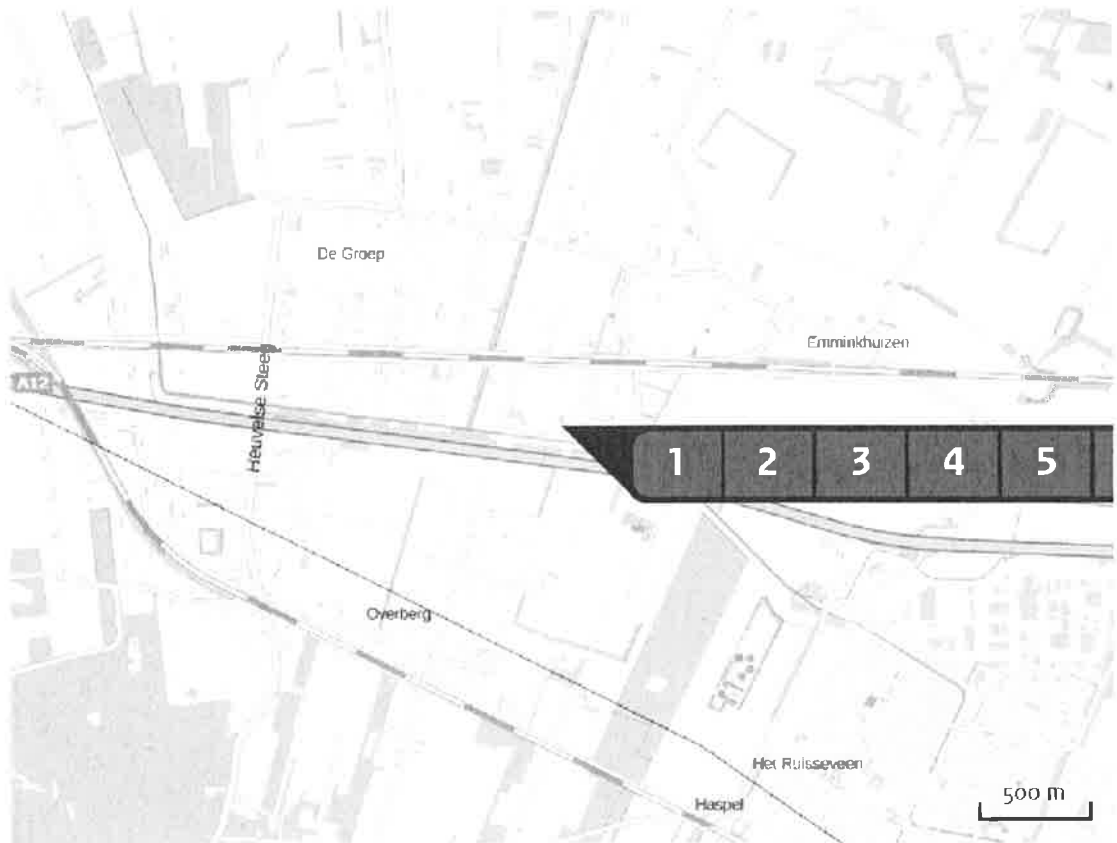 De Groep
Emminkhuizen
A12
Heuvelse Steeg
1 2 3 4 5
Overberg
Het Ruisseveen
Haspel
500 m